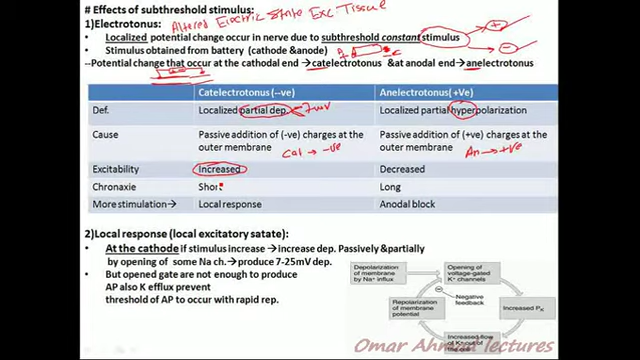 # Effects of subthreshold stimulus
1)Electrotonus Altered Electric State Exc Tissue
Localized potential change occur in nerve due to subthreshold constant stimulus +
Stimulus obtained from battery (cathode &anode) -
-Potential change that occur at the cathodal end →catelectrotonus &at anodal end→anelectrotonus
Catelectrotonus (–ve) Anelectrotonus (+Ve)
Def. Localized partial dep. 7mv Localized partial hyperpolarization
Cause Passive addition of (-ve) charges at the outer membrane Passive addition of (+ve) charges at the outer membrane
Cat → -ve An → +ve
Excitability Increased Decreased
Chronaxie Short Long
More stimulation→ Local response Anodal block
2)Local response (local excitatory satate)
At the cathode if stimulus increase →increase dep. Passively &partially
by opening of some Na ch.→ produce 7-25mV dep.
But opened gate are not enough to produce
AP also K efflux prevent
threshold of AP to occur with rapid rep.
Depolarization of membrane by Na⁺ influx
Opening of voltage-gated K⁺ channels
Negative feedback
Repolarization of membrane potential
Increased PK
Increased flow of K⁺ out of
Omar Ahmed lectures